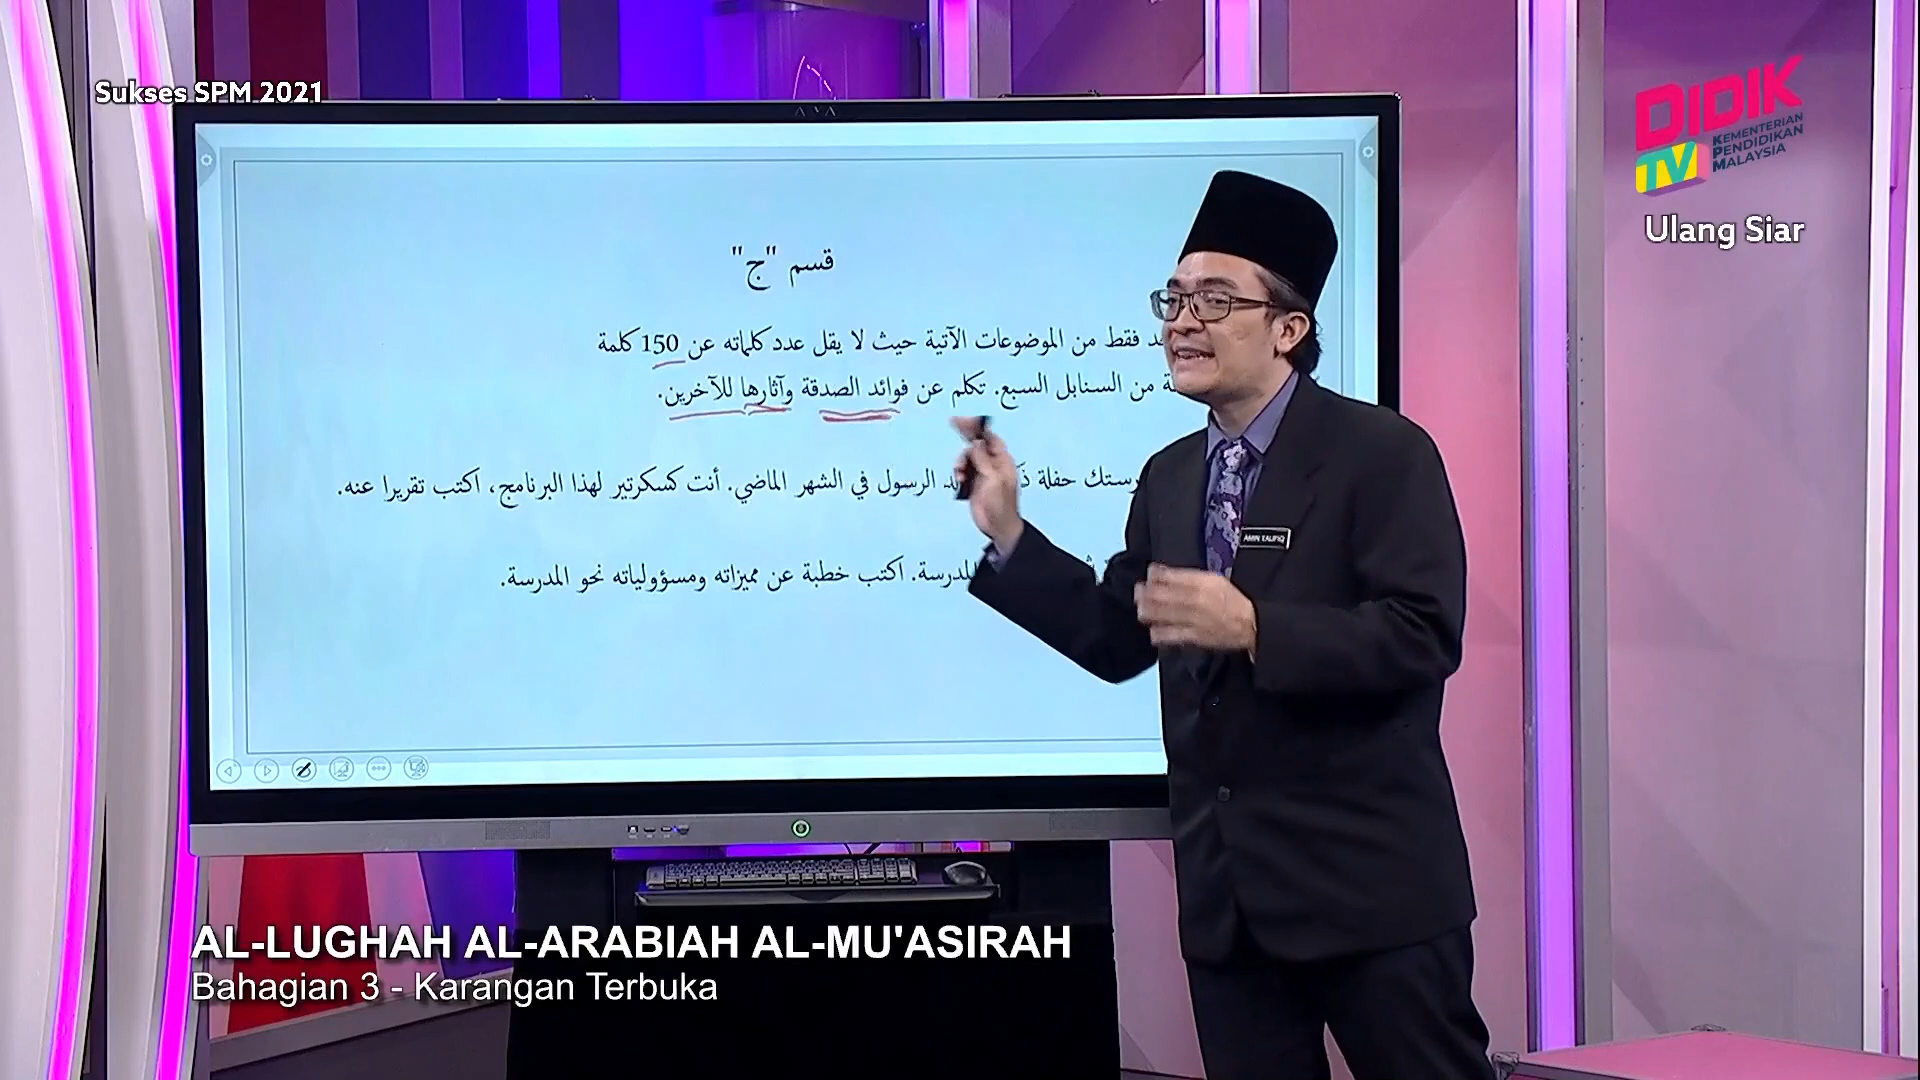 Sukses SPM 2021
DIDIK
TV
KEMENTERIAN
PENDIDIKAN
MALAYSIA
Ulang Siar
قسم "ج"
فقط من الموضوعات الآتية حيث لا يقل عدد كلماته عن 150 كلمة
من السنابل السبع. تكلم عن فوائد الصدقة وآثارها للآخرين.
حفلة الرسول في الشهر الماضي. أنت كسكرتير لهذا البرنامج، اكتب تقريرا عنه.
المدرسة. اكتب خطبة عن مميزاته ومسؤولياته نحو المدرسة.
AMIN TAUFIQ
AL-LUGHAH AL-ARABIAH AL-MU'ASIRAH
Bahagian 3 - Karangan Terbuka